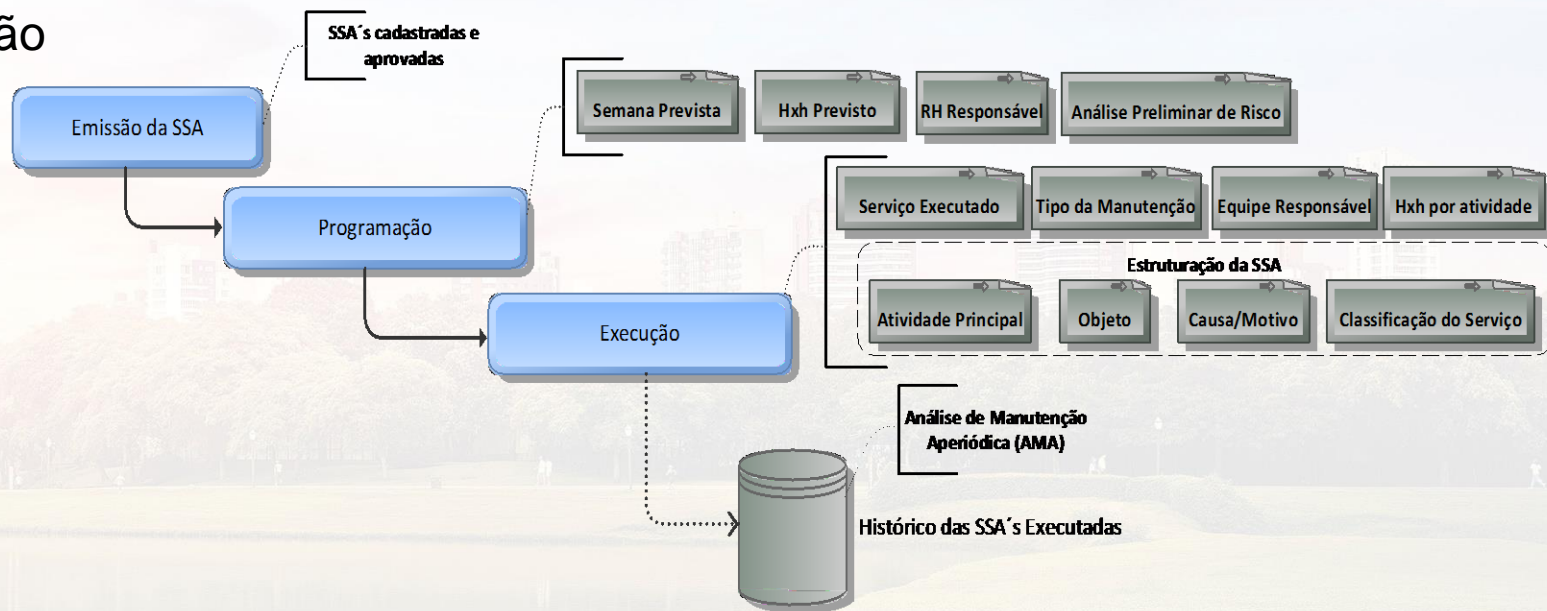 ão
SSA´s cadastradas e
aprovadas
Emissão da SSA
Semana Prevista
Hxh Previsto
RH Responsável
Análise Preliminar de Risco
Programação
Serviço Executado
Tipo da Manutenção
Equipe Responsável
Hxh por atividade
Estruturação da SSA
Atividade Principal
Objeto
Causa/Motivo
Classificação do Serviço
Execução
Análise de Manutenção
Aperiódica (AMA)
Histórico das SSA´s Executadas